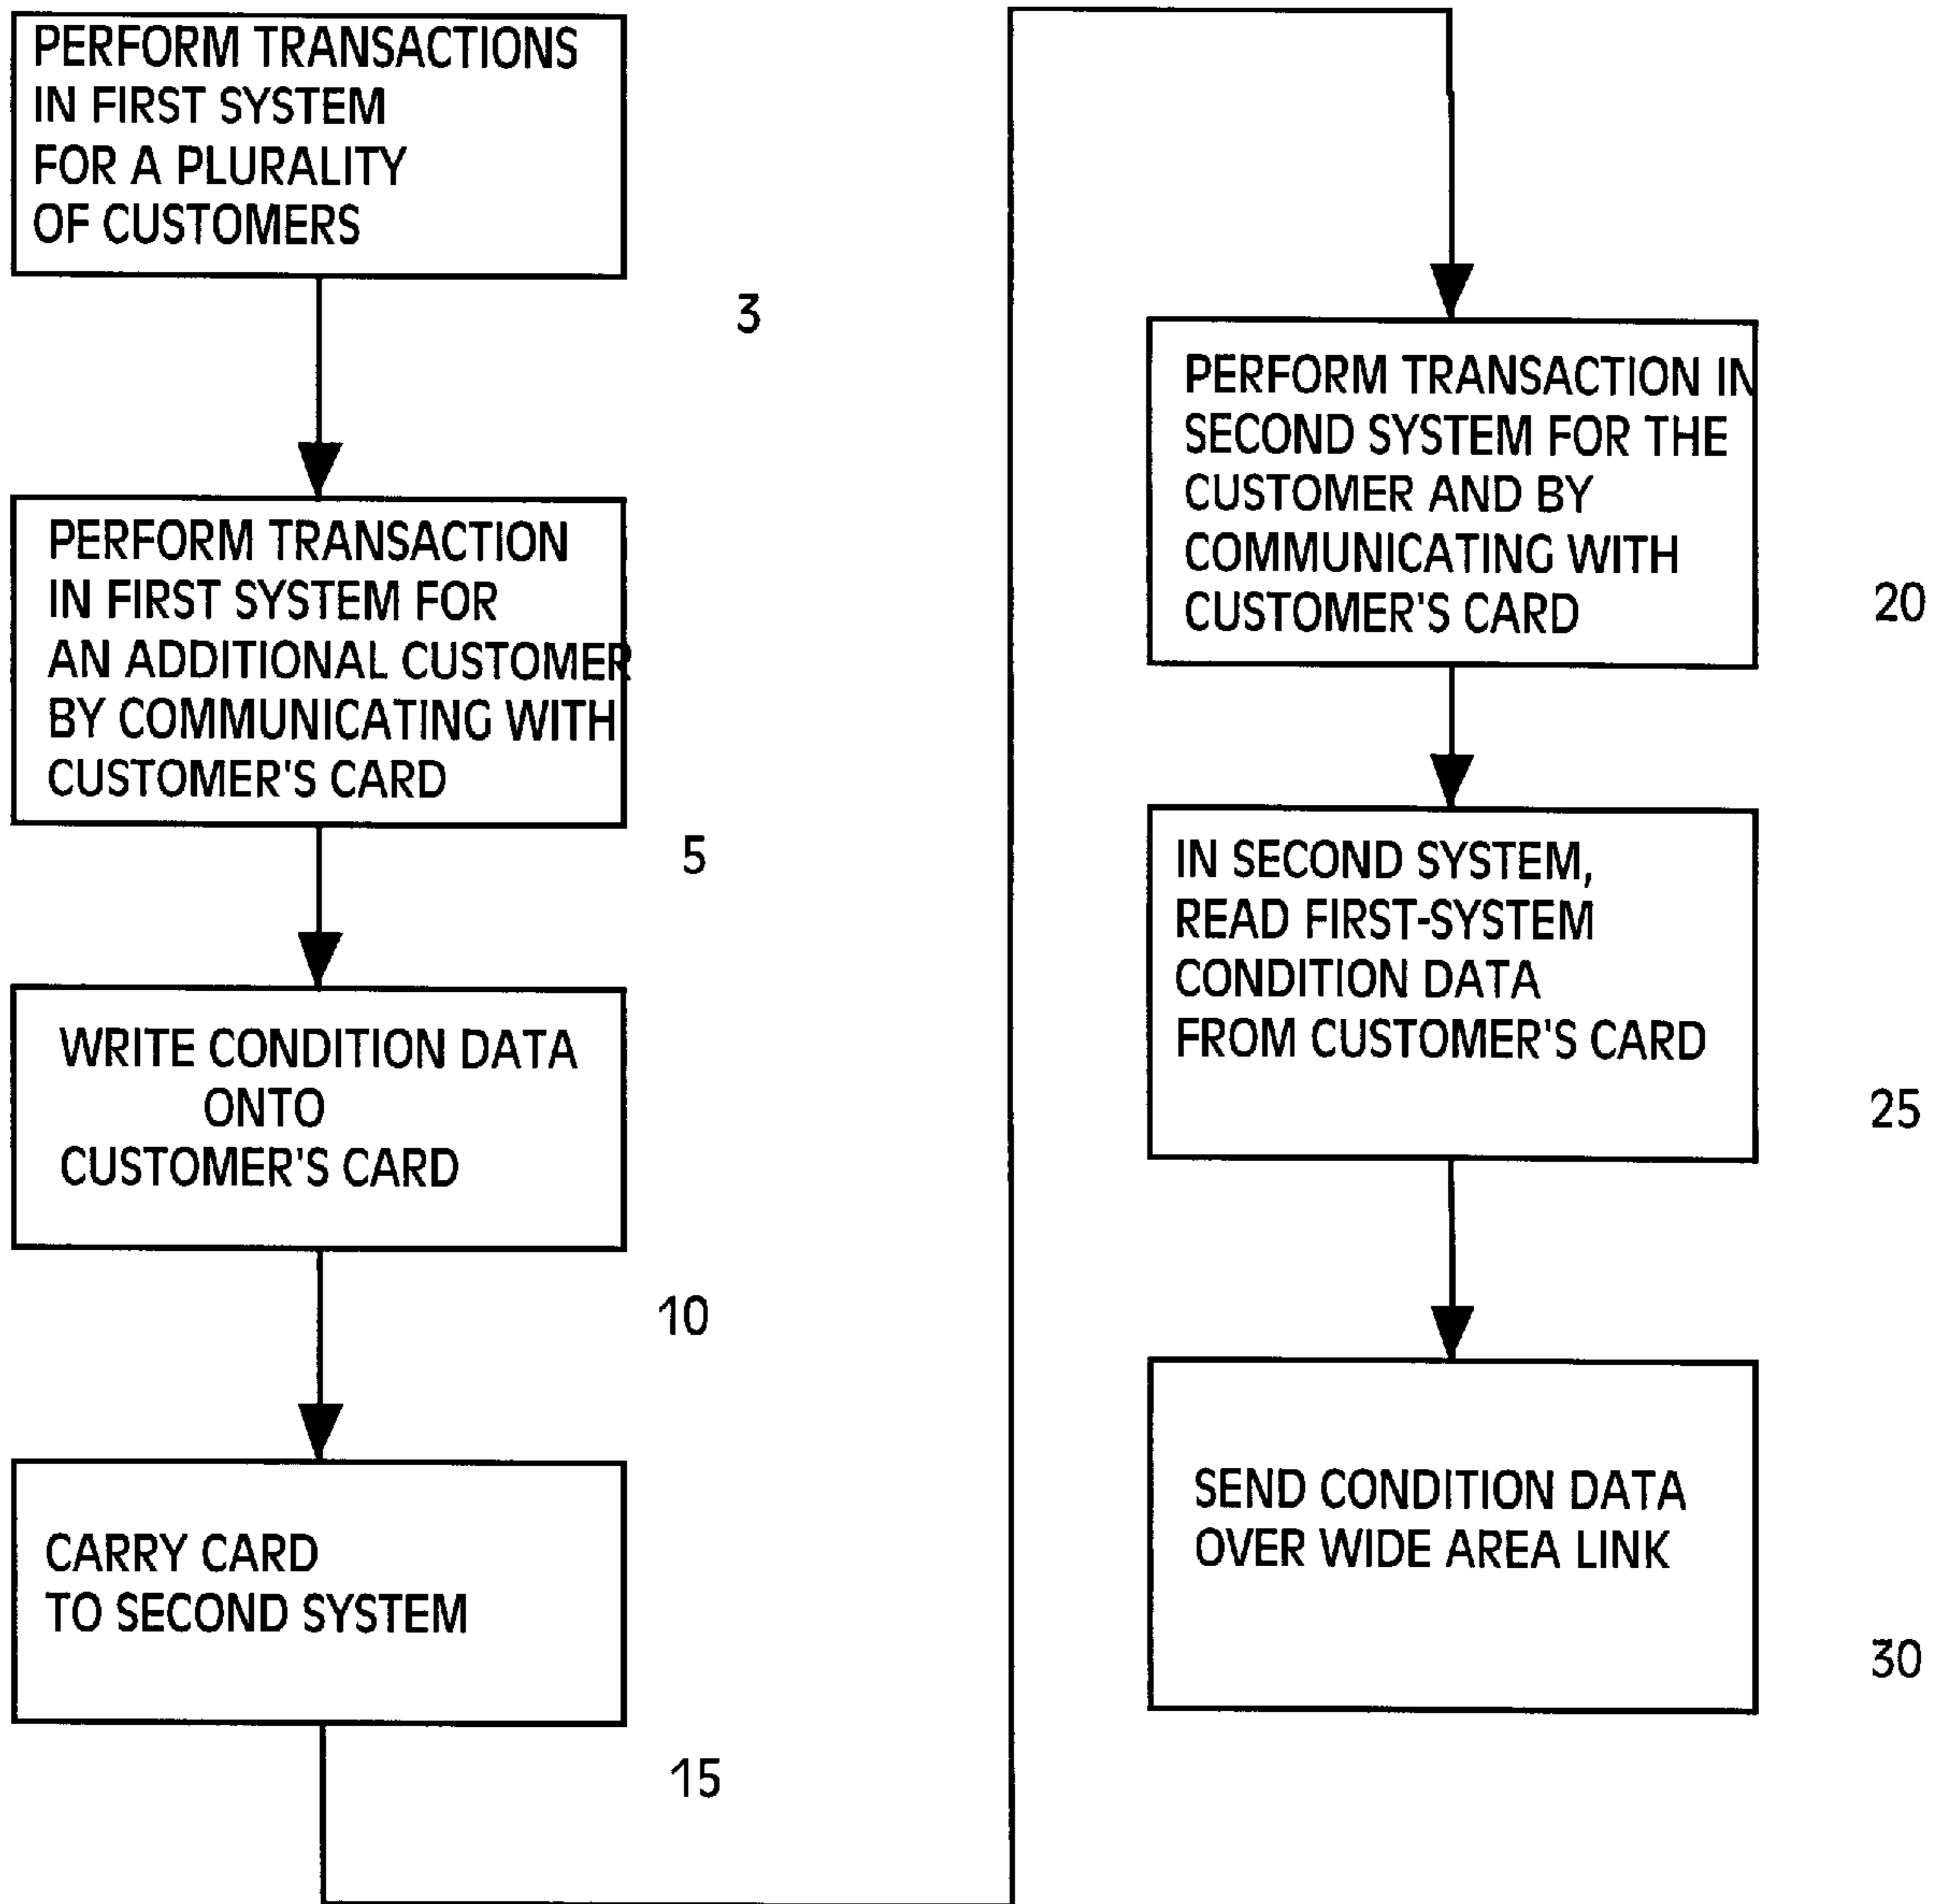 PERFORM TRANSACTIONS
IN FIRST SYSTEM
FOR A PLURALITY
OF CUSTOMERS
3
PERFORM TRANSACTION
IN FIRST SYSTEM FOR
AN ADDITIONAL CUSTOMER
BY COMMUNICATING WITH
CUSTOMER'S CARD
5
WRITE CONDITION DATA
ONTO
CUSTOMER'S CARD
10
CARRY CARD
TO SECOND SYSTEM
15
PERFORM TRANSACTION IN
SECOND SYSTEM FOR THE
CUSTOMER AND BY
COMMUNICATING WITH
CUSTOMER'S CARD
20
IN SECOND SYSTEM,
READ FIRST-SYSTEM
CONDITION DATA
FROM CUSTOMER'S CARD
25
SEND CONDITION DATA
OVER WIDE AREA LINK
30